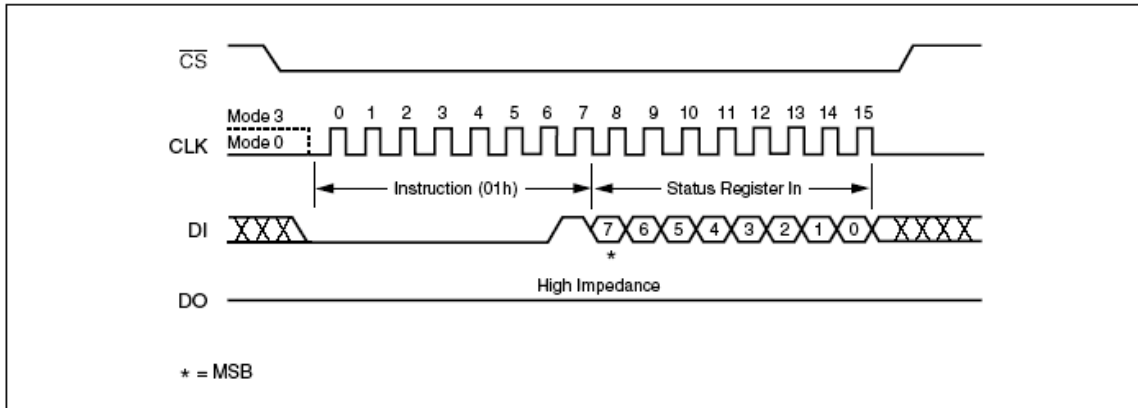 CS
Mode 3
0 1 2 3 4 5 6 7 8 9 10 11 12 13 14 15
CLK
Mode 0
Instruction (01h)
Status Register In
DI
7 6 5 4 3 2 1 0
*
High Impedance
DO
* = MSB